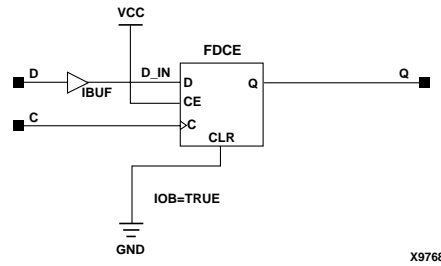 VCC
FDCE
D
D_IN
IBUF
D
Q
Q
CE
C
C
CLR
IOB=TRUE
GND
X9768